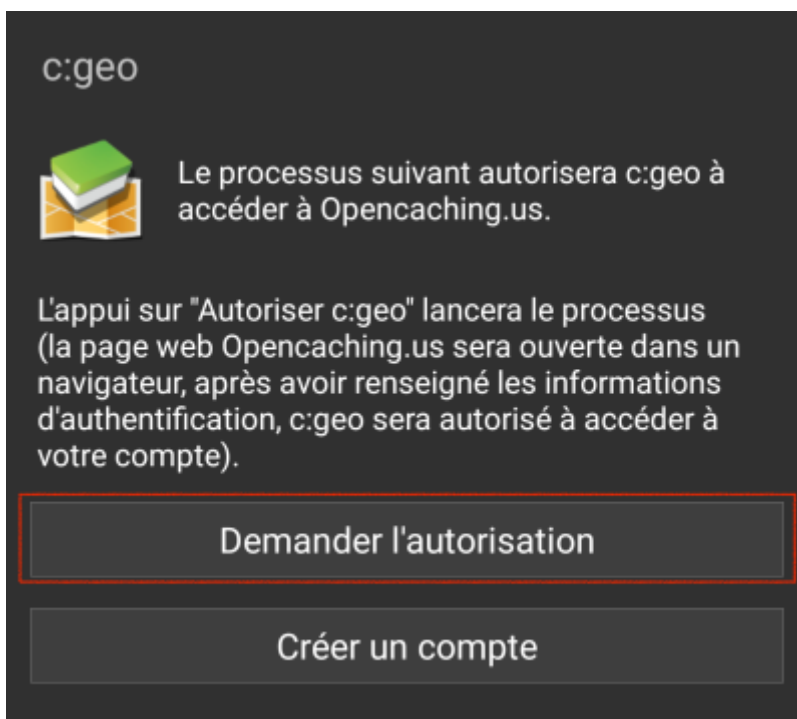 c:geo
Le processus suivant autorisera c:geo à
accéder à Opencaching.us.
L'appui sur "Autoriser c:geo" lancera le processus
(la page web Opencaching.us sera ouverte dans un
navigateur, après avoir renseigné les informations
d'authentification, c:geo sera autorisé à accéder à
votre compte).
Demander l'autorisation
Créer un compte